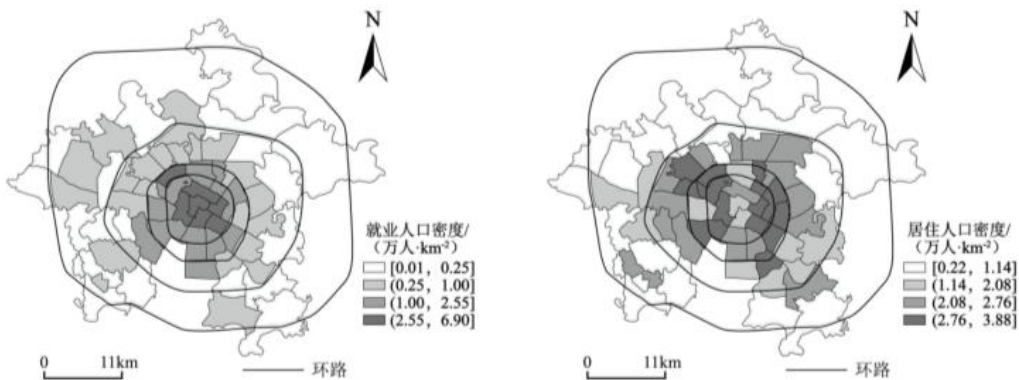 N
就业人口密度/
(万人·km⁻²)
[0.01，0.25]
(0.25，1.00]
(1.00，2.55]
(2.55，6.90]
0 11km
环路
N
居住人口密度/
(万人·km⁻²)
[0.22，1.14]
(1.14，2.08]
(2.08，2.76]
(2.76，3.88]
0 11km
环路